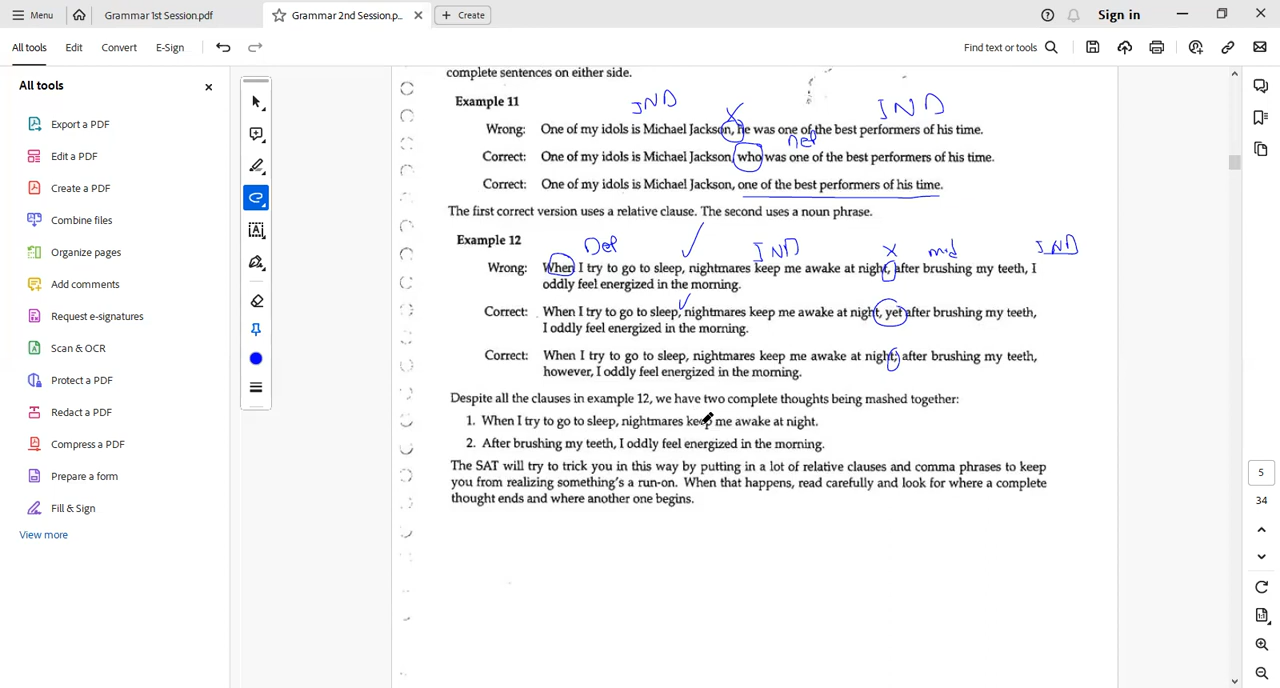 Menu
Grammar 1st Session.pdf
Grammar 2nd Session.p...
Create
Sign in
All tools
Edit
Convert
E-Sign
Find text or tools
All tools
Export a PDF
Edit a PDF
Create a PDF
Combine files
Organize pages
Add comments
Request e-signatures
Scan & OCR
Protect a PDF
Redact a PDF
Compress a PDF
Prepare a form
Fill & Sign
View more
complete sentences on either side.
Example 11
IND X IND
Wrong: One of my idols is Michael Jackson, he was one of the best performers of his time.
Correct: One of my idols is Michael Jackson, who was one of the best performers of his time.
Correct: One of my idols is Michael Jackson, one of the best performers of his time.
The first correct version uses a relative clause. The second uses a noun phrase.
Example 12
Dep IND X mid IND
Wrong: When I try to go to sleep, nightmares keep me awake at night, after brushing my teeth, I
oddly feel energized in the morning.
Correct: When I try to go to sleep, nightmares keep me awake at night, yet after brushing my teeth,
I oddly feel energized in the morning.
Correct: When I try to go to sleep, nightmares keep me awake at night; after brushing my teeth,
however, I oddly feel energized in the morning.
Despite all the clauses in example 12, we have two complete thoughts being mashed together:
1. When I try to go to sleep, nightmares keep me awake at night.
2. After brushing my teeth, I oddly feel energized in the morning.
The SAT will try to trick you in this way by putting in a lot of relative clauses and comma phrases to keep
you from realizing something's a run-on. When that happens, read carefully and look for where a complete
thought ends and where another one begins.
5
34